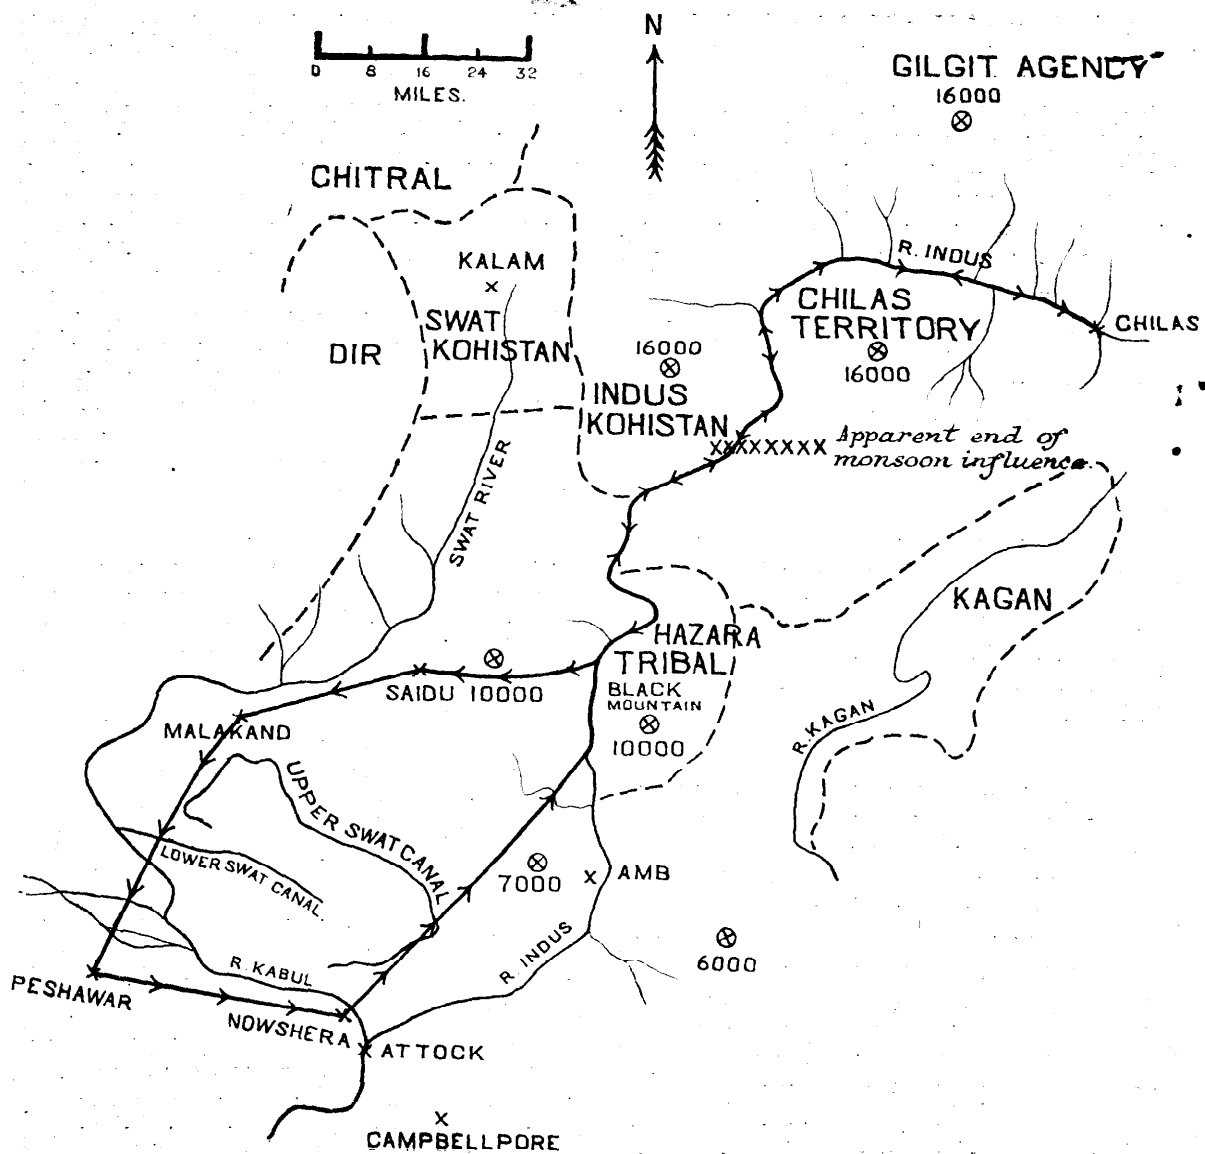 N
0 8 16 24 32
MILES.
GILGIT AGENCY
16000
CHITRAL
KALAM
R. INDUS
SWAT
KOHISTAN
DIR
CHILAS
TERRITORY
16000
CHILAS
16000
INDUS
KOHISTAN
XXXXXXXX
Apparent end of
monsoon influence.
SWAT RIVER
KAGAN
HAZARA
TRIBAL
SAIDU 10000
BLACK
MOUNTAIN
10000
MALAKAND
R. KAGAN
UPPER SWAT CANAL
LOWER SWAT CANAL.
7000
AMB
R. INDUS
6000
R. KABUL
PESHAWAR
NOWSHERA
ATTOCK
CAMPBELLPORE